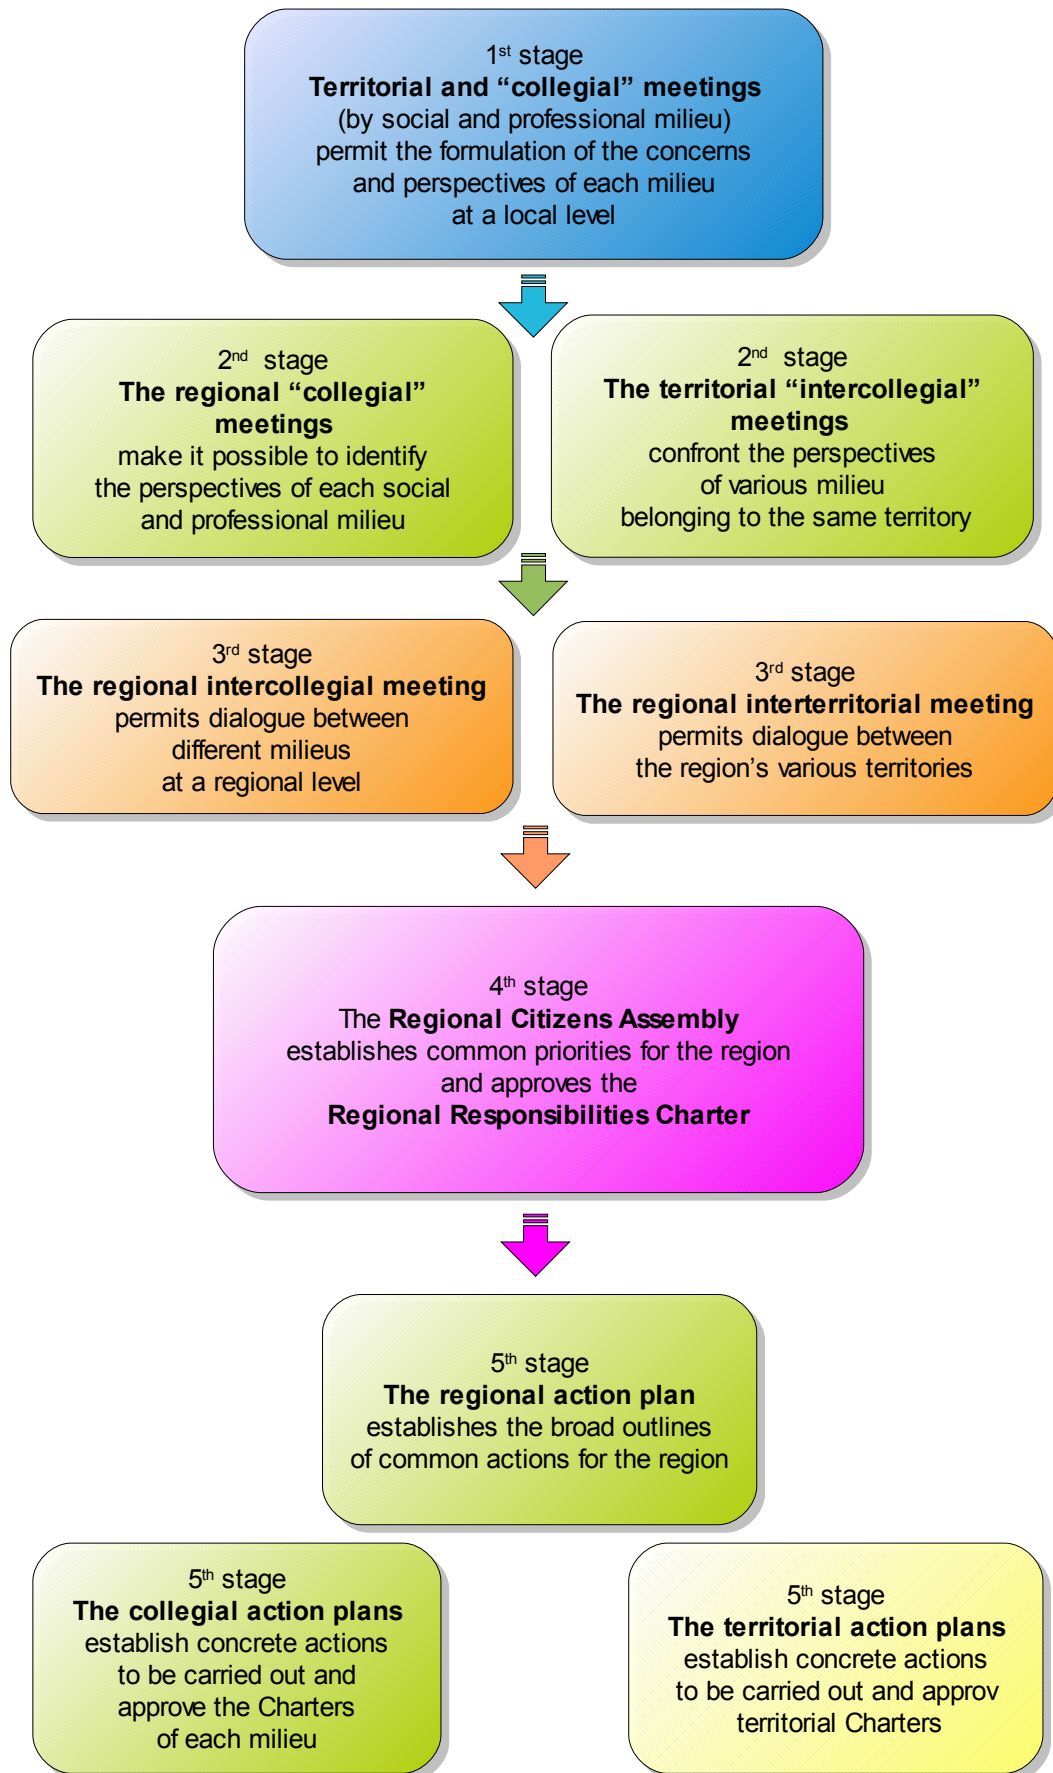 1st stage
Territorial and “collegial” meetings
(by social and professional milieu)
permit the formulation of the concerns
and perspectives of each milieu
at a local level
2nd stage
The regional “collegial”
meetings
make it possible to identify
the perspectives of each social
and professional milieu
2nd stage
The territorial “intercollegial”
meetings
confront the perspectives
of various milieu
belonging to the same territory
3rd stage
The regional intercollegial meeting
permits dialogue between
different milieus
at a regional level
3rd stage
The regional interterritorial meeting
permits dialogue between
the region’s various territories
4th stage
The Regional Citizens Assembly
establishes common priorities for the region
and approves the
Regional Responsibilities Charter
5th stage
The regional action plan
establishes the broad outlines
of common actions for the region
5th stage
The collegial action plans
establish concrete actions
to be carried out and
approve the Charters
of each milieu
5th stage
The territorial action plans
establish concrete actions
to be carried out and approv
territorial Charters